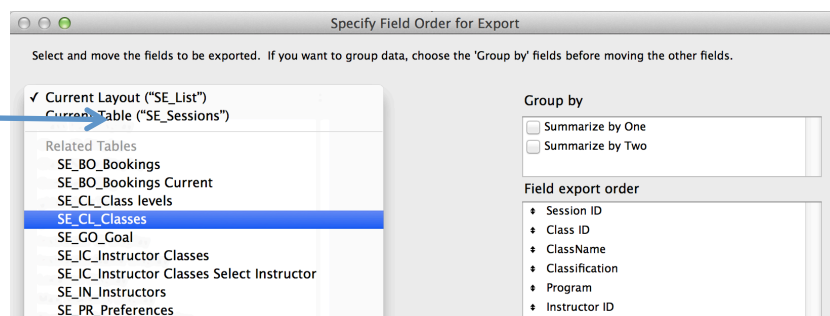 Specify Field Order for Export
Select and move the fields to be exported. If you want to group data, choose the 'Group by' fields before moving the other fields.
✓ Current Layout (“SE_List”)
Current Table (“SE_Sessions”)
Related Tables
SE_BO_Bookings
SE_BO_Bookings Current
SE_CL_Class levels
SE_CL_Classes
SE_GO_Goal
SE_IC_Instructor Classes
SE_IC_Instructor Classes Select Instructor
SE_IN_Instructors
SE_PR_Preferences
Group by
Summarize by One
Summarize by Two
Field export order
Session ID
Class ID
ClassName
Classification
Program
Instructor ID